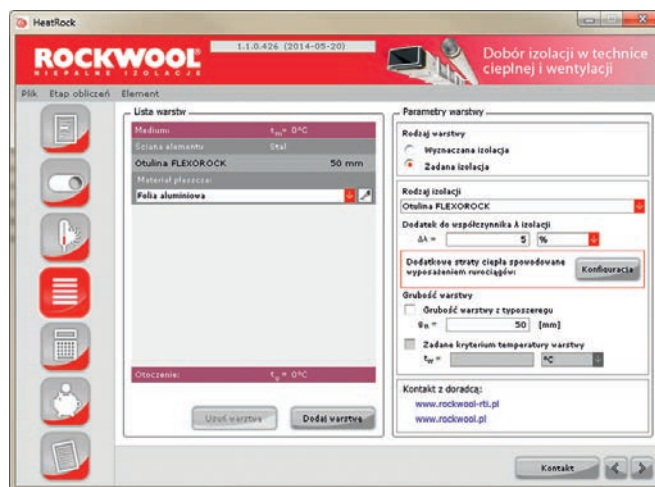 HeatRock
ROCKWOOL
NIEPALNE IZOLACJE
1.1.0.426 (2014-05-20)
Dobór izolacji w technice
cieplnej i wentylacji
Plik Etap obliczeń Element
Lista warstw
Medium: tm= 0°C
Ściana elementu Stal
Otulina FLEXOROCK 50 mm
Materiał płaszcza:
Folia aluminiowa
Otoczenie: to= 0°C
Usuń warstwę Dodaj warstwę
Parametry warstwy
Rodzaj warstwy
Wyznaczana izolacja
Zadana izolacja
Rodzaj izolacji
Otulina FLEXOROCK
Dodatek do współczynnika λ izolacji
Δλ = 5 %
Dodatkowe straty ciepła spowodowane
wyposażeniem rurociągów:
Konfiguracja
Grubość warstwy
Grubość warstwy z typoszeregu
gn = 50 [mm]
Zadane kryterium temperatury warstwy
tw = °C
Kontakt z doradcą:
www.rockwool-rti.pl
www.rockwool.pl
Kontakt